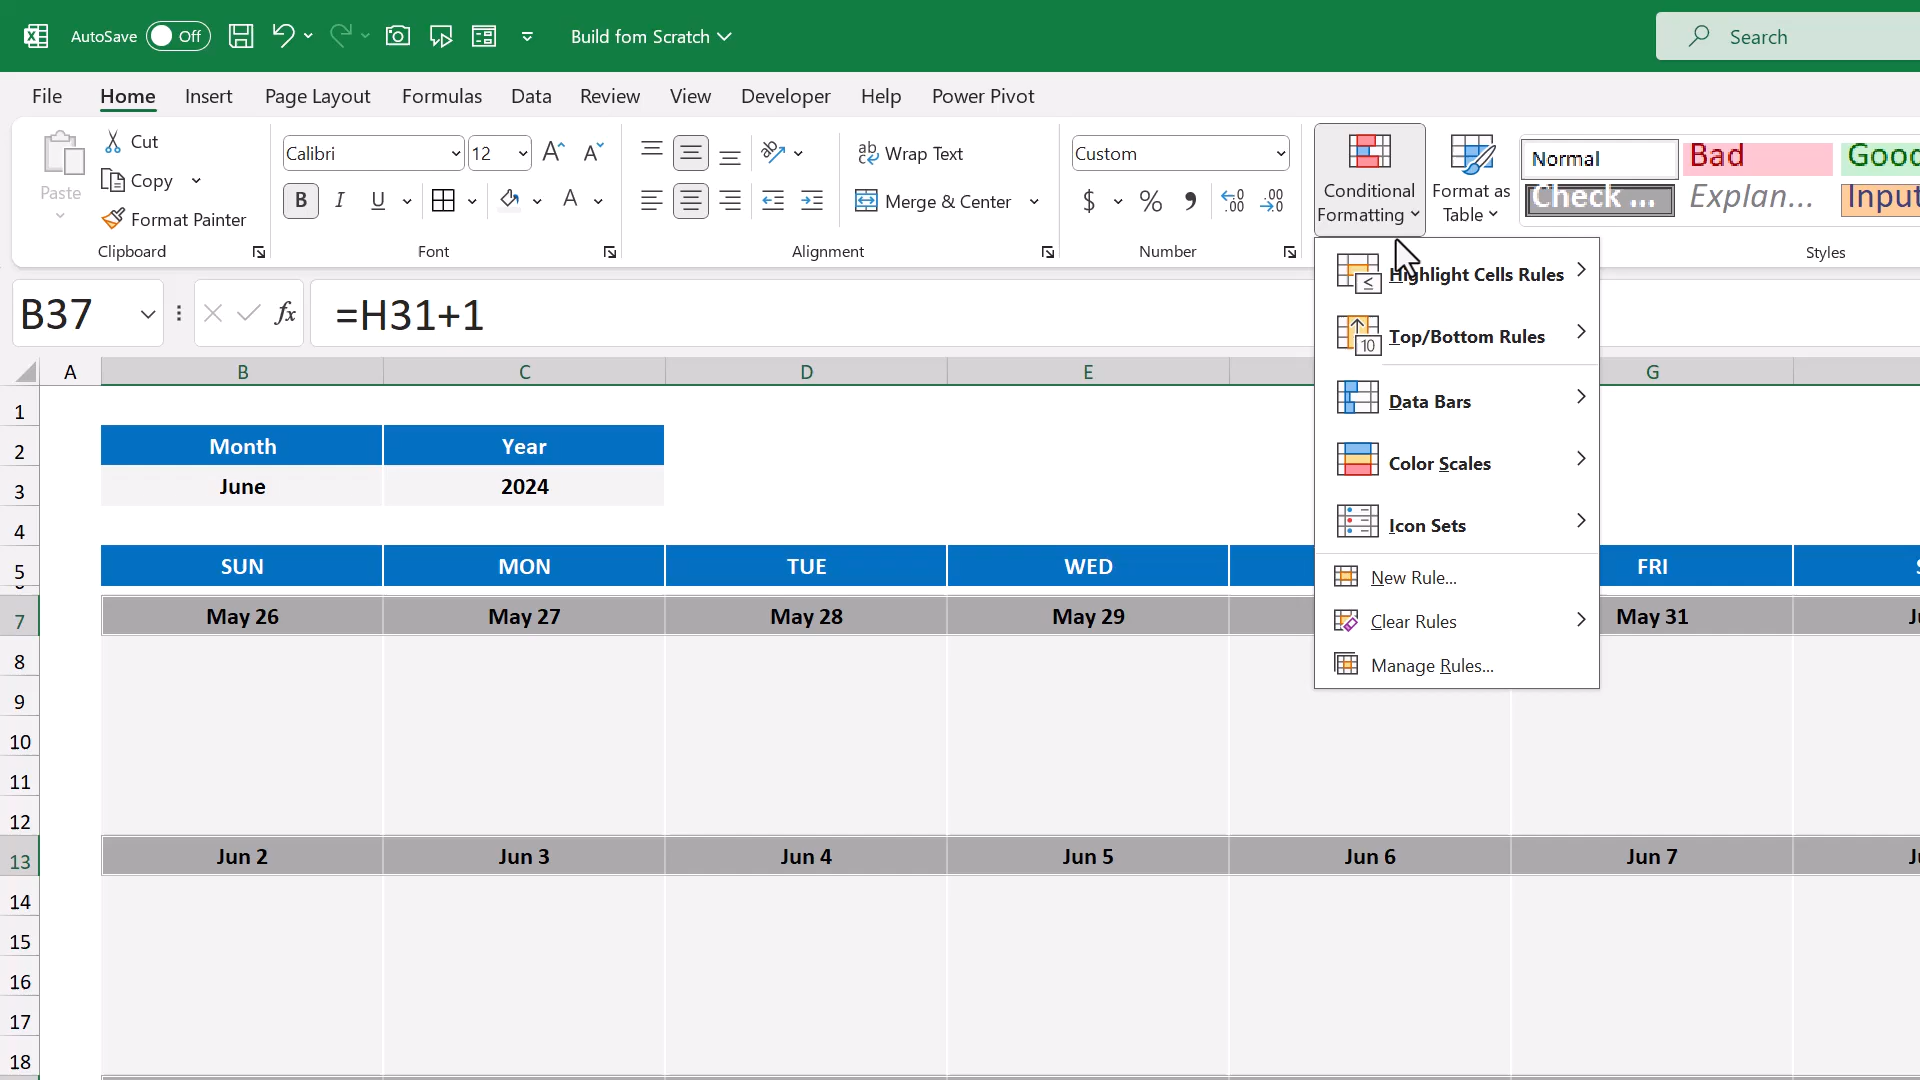 AutoSave Off Build fom Scratch Search
File Home Insert Page Layout Formulas Data Review View Developer Help Power Pivot
Paste
Cut
Copy
Format Painter
Clipboard
Calibri 12
B I U A
Font
Wrap Text
Merge & Center
Alignment
Custom
$ %
Number
Conditional
Formatting
Format as
Table
Normal Bad Good
Check ... Explan... Input
Styles
B37 fx =H31+1
Highlight Cells Rules
Top/Bottom Rules
Data Bars
Color Scales
Icon Sets
New Rule...
Clear Rules
Manage Rules...
A B C D E G
1
2 Month Year
3 June 2024
4
5 SUN MON TUE WED FRI
7 May 26 May 27 May 28 May 29 May 31
8
9
10
11
12
13 Jun 2 Jun 3 Jun 4 Jun 5 Jun 6 Jun 7
14
15
16
17
18